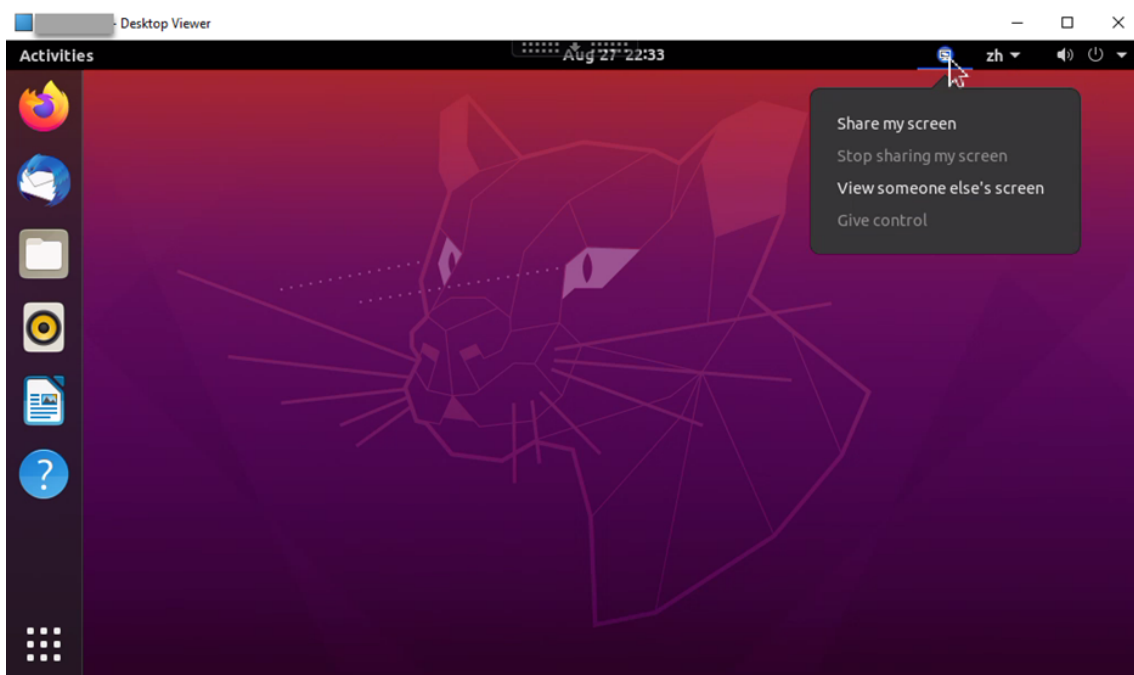 - Desktop Viewer
Activities
Aug 27 22:33
zh
Share my screen
Stop sharing my screen
View someone else's screen
Give control
?